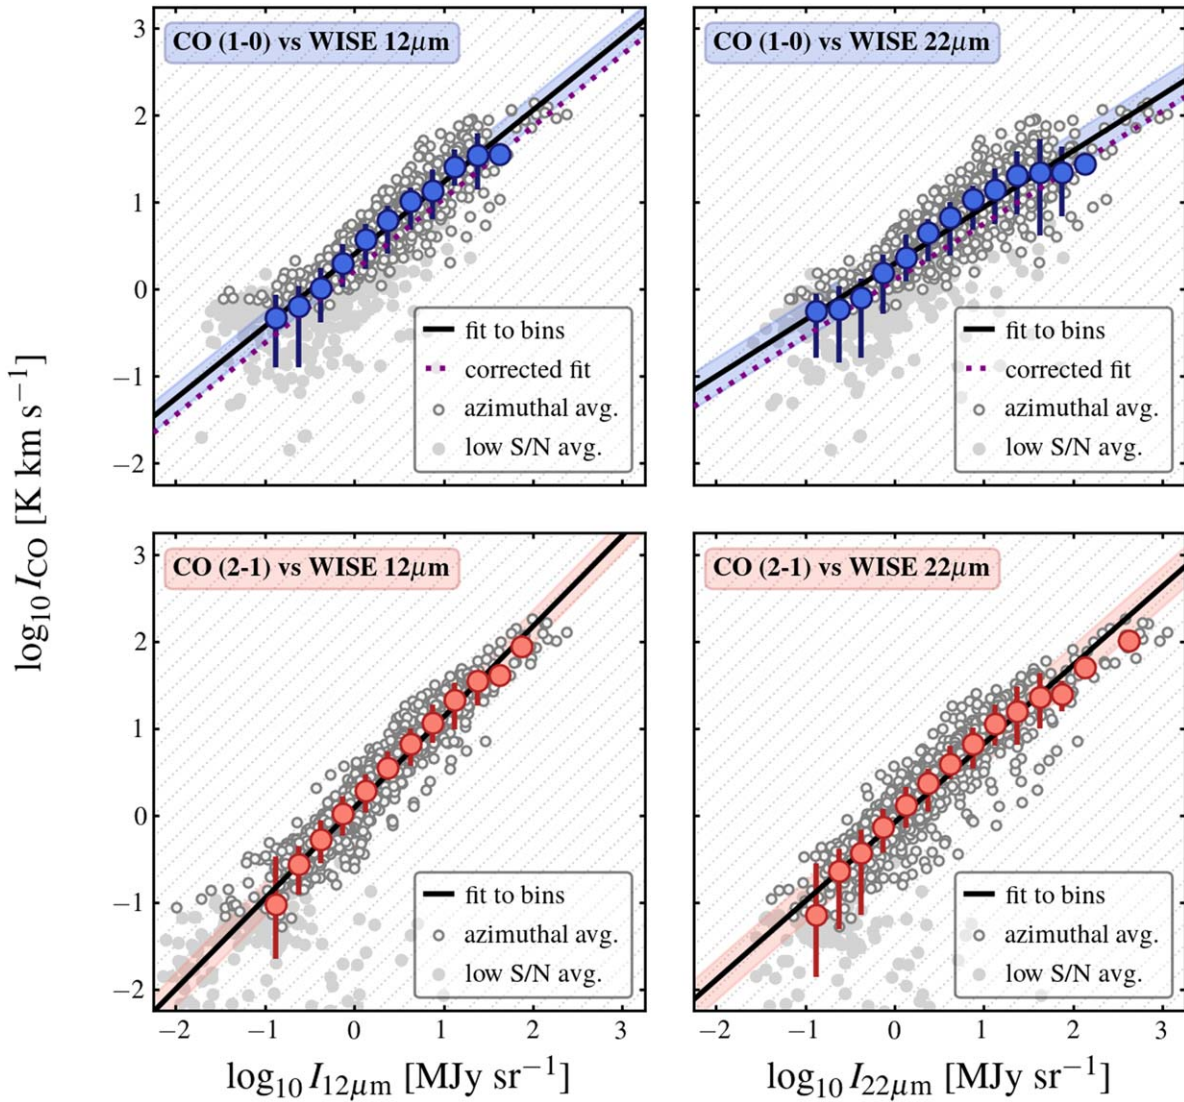 CO (1-0) vs WISE 12μm
CO (1-0) vs WISE 22μm
3
2
1
0
−1
−2
fit to bins
corrected fit
azimuthal avg.
low S/N avg.
fit to bins
corrected fit
azimuthal avg.
low S/N avg.
log₁₀ I_CO [K km s⁻¹]
CO (2-1) vs WISE 12μm
CO (2-1) vs WISE 22μm
3
2
1
0
−1
−2
fit to bins
azimuthal avg.
low S/N avg.
fit to bins
azimuthal avg.
low S/N avg.
−2 −1 0 1 2 3
−2 −1 0 1 2 3
log₁₀ I₁₂μm [MJy sr⁻¹]
log₁₀ I₂₂μm [MJy sr⁻¹]